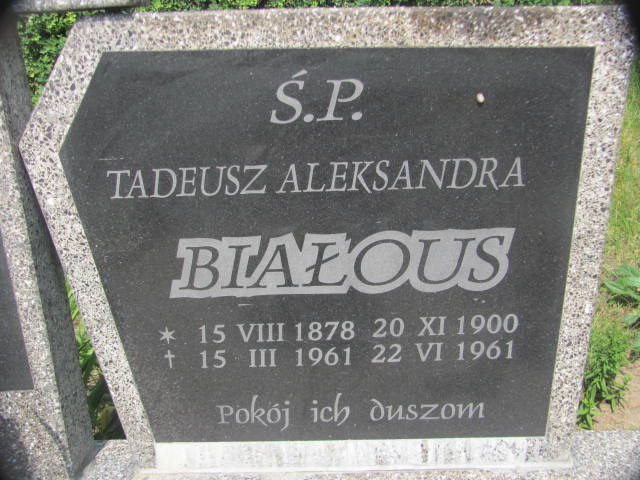 Ś.P.
TADEUSZ ALEKSANDRA
BIAŁOUS
* 15 VIII 1878 20 XI 1900
† 15 III 1961 22 VI 1961
Pokój ich duszom